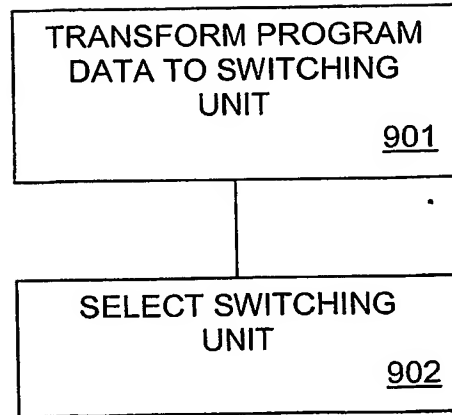 TRANSFORM PROGRAM
DATA TO SWITCHING
UNIT
901
SELECT SWITCHING
UNIT
902